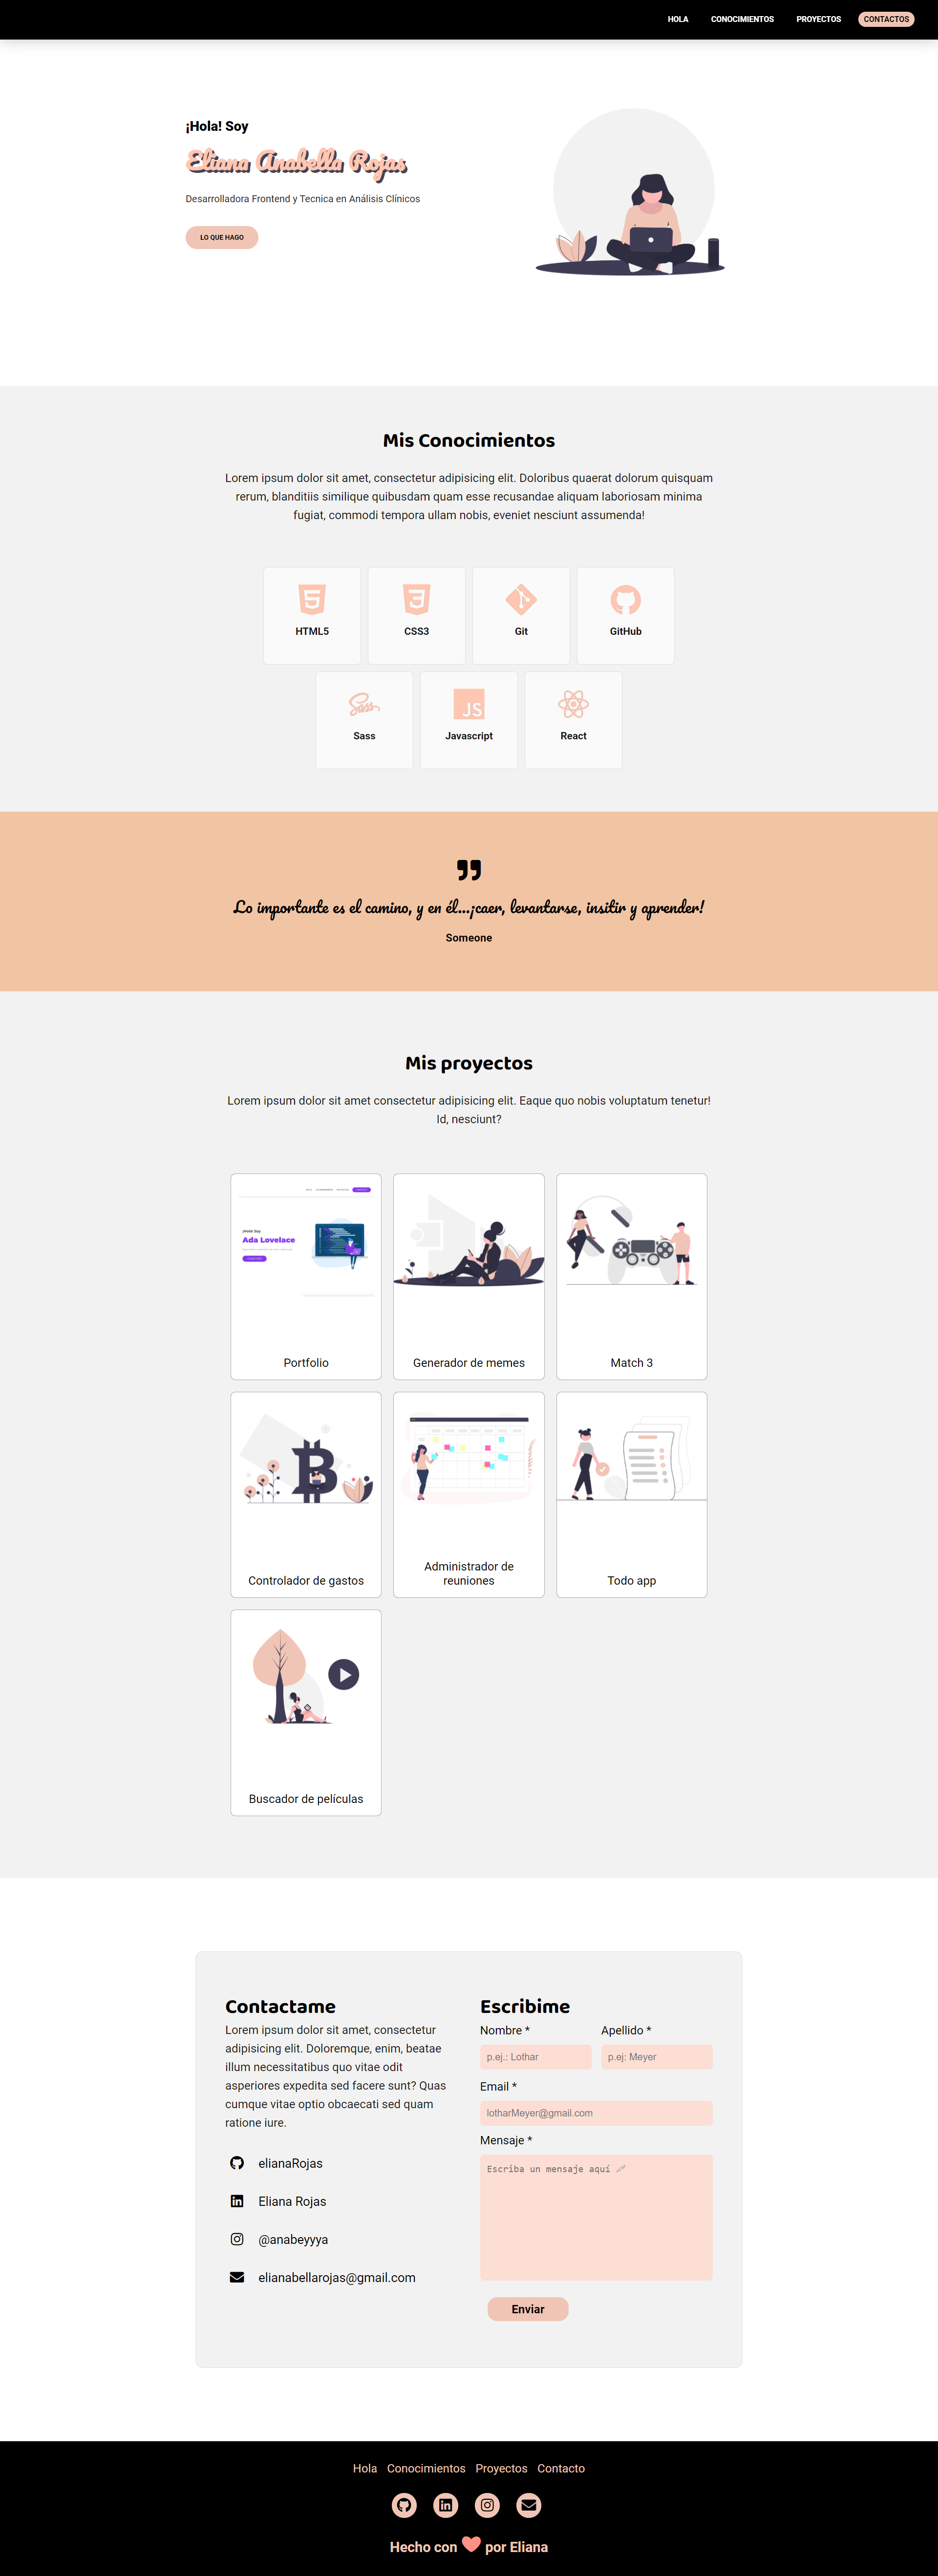 HOLA CONOCIMIENTOS PROYECTOS CONTACTOS
¡Hola! Soy
Eliana Anabella Rojas
Desarrolladora Frontend y Tecnica en Análisis Clínicos
LO QUE HAGO
Mis Conocimientos
Lorem ipsum dolor sit amet, consectetur adipisicing elit. Doloribus quaerat dolorum quisquam
rerum, blanditiis similique quibusdam quam esse recusandae aliquam laboriosam minima
fugiat, commodi tempora ullam nobis, eveniet nesciunt assumenda!
HTML5 CSS3 Git GitHub
JS
Sass Javascript React
Lo importante es el camino, y en él...¡caer, levantarse, insitir y aprender!
Someone
Mis proyectos
Lorem ipsum dolor sit amet consectetur adipisicing elit. Eaque quo nobis voluptatum tenetur!
Id, nesciunt?
¡Hola! Soy
Ada Lovelace
Portfolio Generador de memes Match 3
Controlador de gastos
Administrador de
reuniones
Todo app
Buscador de películas
Contactame
Lorem ipsum dolor sit amet, consectetur
adipisicing elit. Doloremque, enim, beatae
illum necessitatibus quo vitae odit
asperiores expedita sed facere sunt? Quas
cumque vitae optio obcaecati sed quam
ratione iure.
elianaRojas
Eliana Rojas
@anabeyyya
elianabellarojas@gmail.com
Escribime
Nombre * Apellido *
p.ej.: Lothar p.ej: Meyer
Email *
lotharMeyer@gmail.com
Mensaje *
Escriba un mensaje aquí
Enviar
Hola Conocimientos Proyectos Contacto
Hecho con ❤ por Eliana